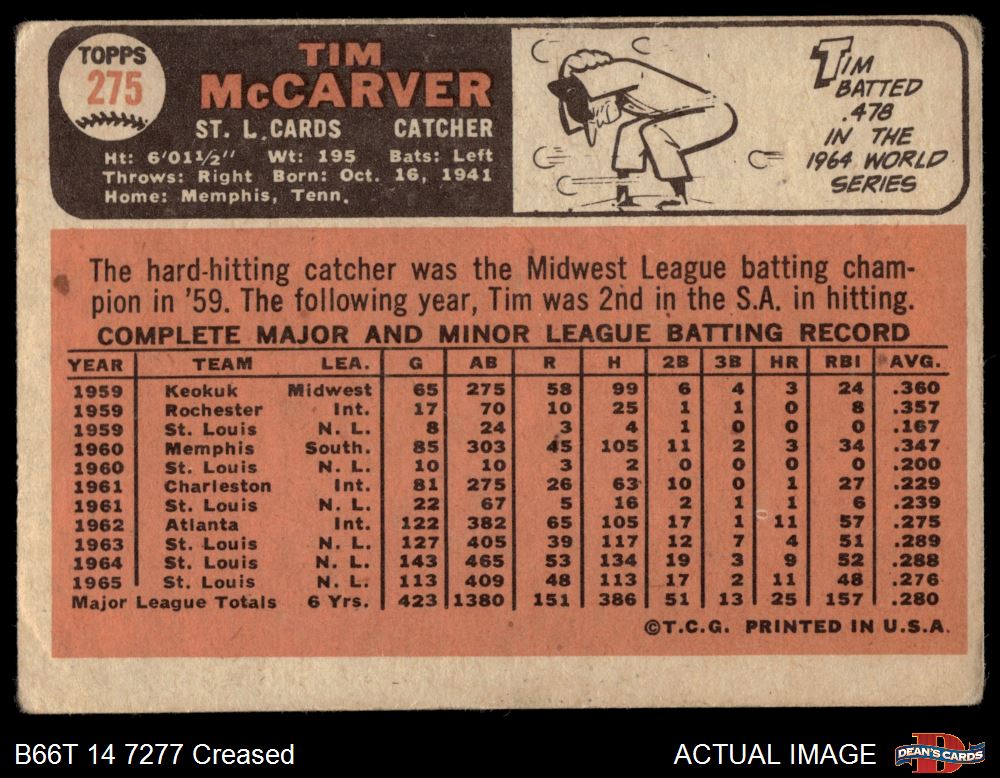 TOPPS
275
TIM
McCARVER
ST. L. CARDS CATCHER
Ht: 6'01½" Wt: 195 Bats: Left
Throws: Right Born: Oct. 16, 1941
Home: Memphis, Tenn.
TIM
BATTED
.478
IN THE
1964 WORLD
SERIES
The hard-hitting catcher was the Midwest League batting cham-
pion in '59. The following year, Tim was 2nd in the S.A. in hitting.
COMPLETE MAJOR AND MINOR LEAGUE BATTING RECORD
YEAR TEAM LEA. G AB R H 2B 3B HR RBI AVG.
1959 Keokuk Midwest 65 275 58 99 6 4 3 24 .360
1959 Rochester Int. 17 70 10 25 1 1 0 8 .357
1959 St. Louis N. L. 8 24 3 4 1 0 0 0 .167
1960 Memphis South. 85 303 45 105 11 2 3 34 .347
1960 St. Louis N. L. 10 10 3 2 0 0 0 0 .200
1961 Charleston Int. 81 275 26 63 10 0 1 27 .229
1961 St. Louis N. L. 22 67 5 16 2 1 1 6 .239
1962 Atlanta Int. 122 382 65 105 17 1 11 57 .275
1963 St. Louis N. L. 127 405 39 117 12 7 4 51 .289
1964 St. Louis N. L. 143 465 53 134 19 3 9 52 .288
1965 St. Louis N. L. 113 409 48 113 17 2 11 48 .276
Major League Totals 6 Yrs. 423 1380 151 386 51 13 25 157 .280
©T.C.G. PRINTED IN U.S.A.
B66T 14 7277 Creased
ACTUAL IMAGE
DEAN'S CARDS